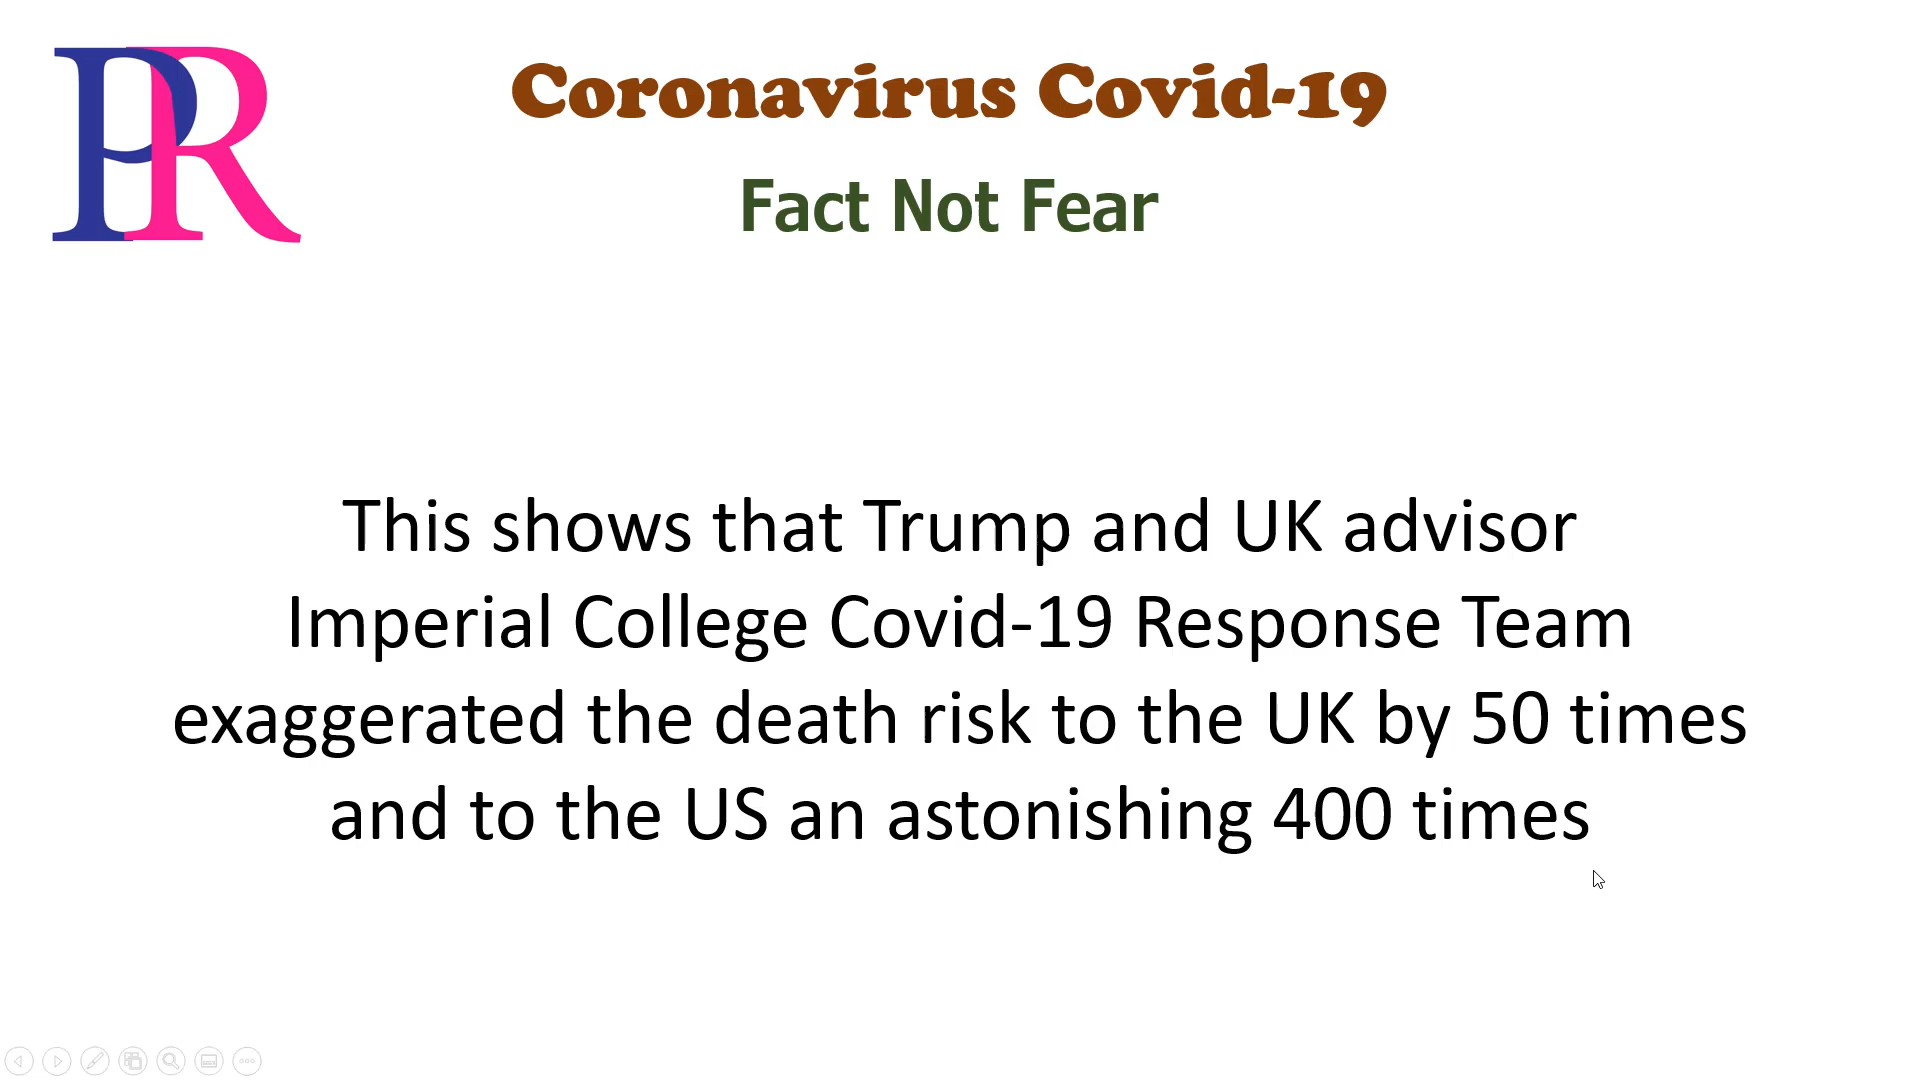 PR
Coronavirus Covid-19
Fact Not Fear
This shows that Trump and UK advisor
Imperial College Covid-19 Response Team
exaggerated the death risk to the UK by 50 times
and to the US an astonishing 400 times